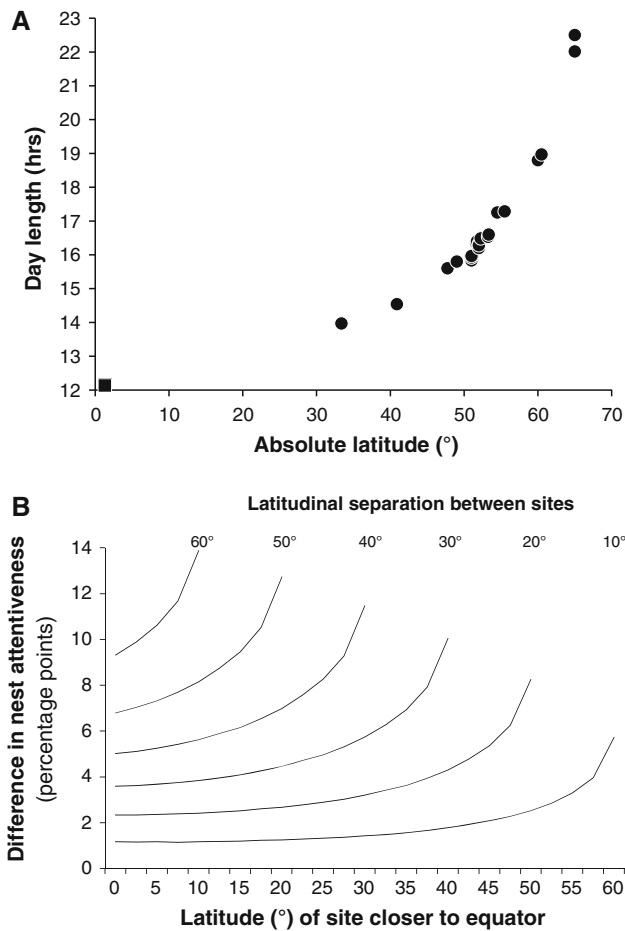 A
23
22
21
20
19
18
17
16
15
14
13
12
Day length (hrs)
0 10 20 30 40 50 60 70
Absolute latitude (°)
B
Latitudinal separation between sites
60° 50° 40° 30° 20° 10°
14
12
10
8
6
4
2
0
Difference in nest attentiveness
(percentage points)
0 5 10 15 20 25 30 35 40 45 50 55 60
Latitude (°) of site closer to equator